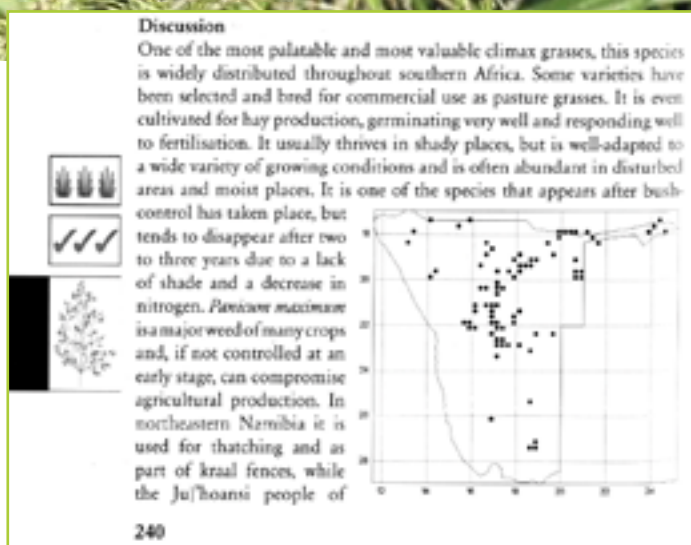 Discussion
One of the most palatable and most valuable climax grasses, this species
is widely distributed throughout southern Africa. Some varieties have
been selected and bred for commercial use as pasture grasses. It is even
cultivated for hay production, germinating very well and responding well
to fertilisation. It usually thrives in shady places, but is well-adapted to
a wide variety of growing conditions and is often abundant in disturbed
areas and moist places. It is one of the species that appears after bush-
control has taken place, but
tends to disappear after two
to three years due to a lack
of shade and a decrease in
nitrogen. Panicum maximum
is a major weed of many crops
and, if not controlled at an
early stage, can compromise
agricultural production. In
northeastern Namibia it is
used for thatching and as
part of kraal fences, while
the Ju/'hoansi people of
240
12 14 16 18 20 22 24